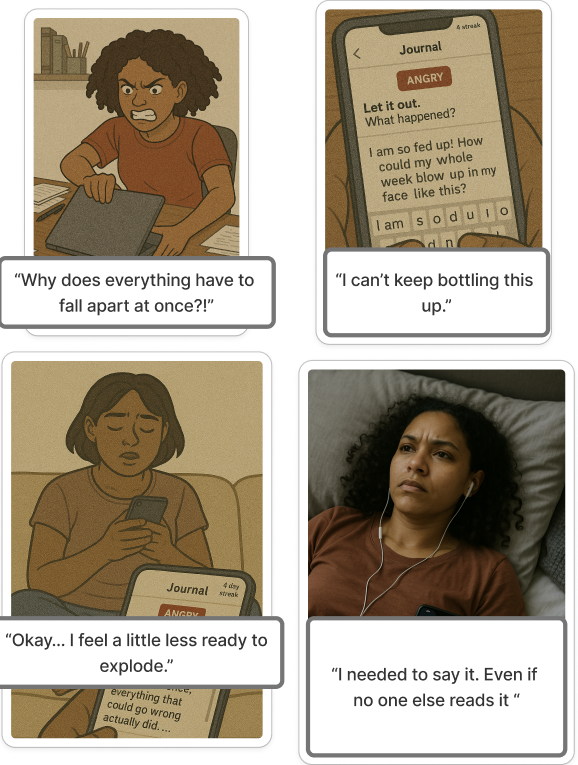 “Why does everything have to
fall apart at once?!”
4 streak
Journal
ANGRY
Let it out.
What happened?
I am so fed up! How
could my whole
week blow up in my
face like this?
I am s o d u l o
d n
“I can’t keep bottling this
up.”
Journal
4 day
streak
ANGRY
“Okay... I feel a little less ready to
explode.”
everything that
could go wrong
actually did. ...
“I needed to say it. Even if
no one else reads it “